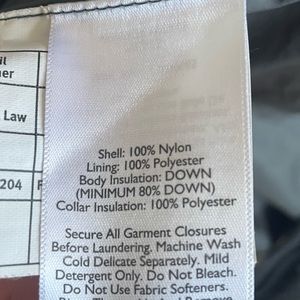 Law
204
Shell: 100% Nylon
Lining: 100% Polyester
Body Insulation: DOWN
(MINIMUM 80% DOWN)
Collar Insulation: 100% Polyester
Secure All Garment Closures
Before Laundering. Machine Wash
Cold Delicate Separately. Mild
Detergent Only. Do Not Bleach.
Do Not Use Fabric Softeners.